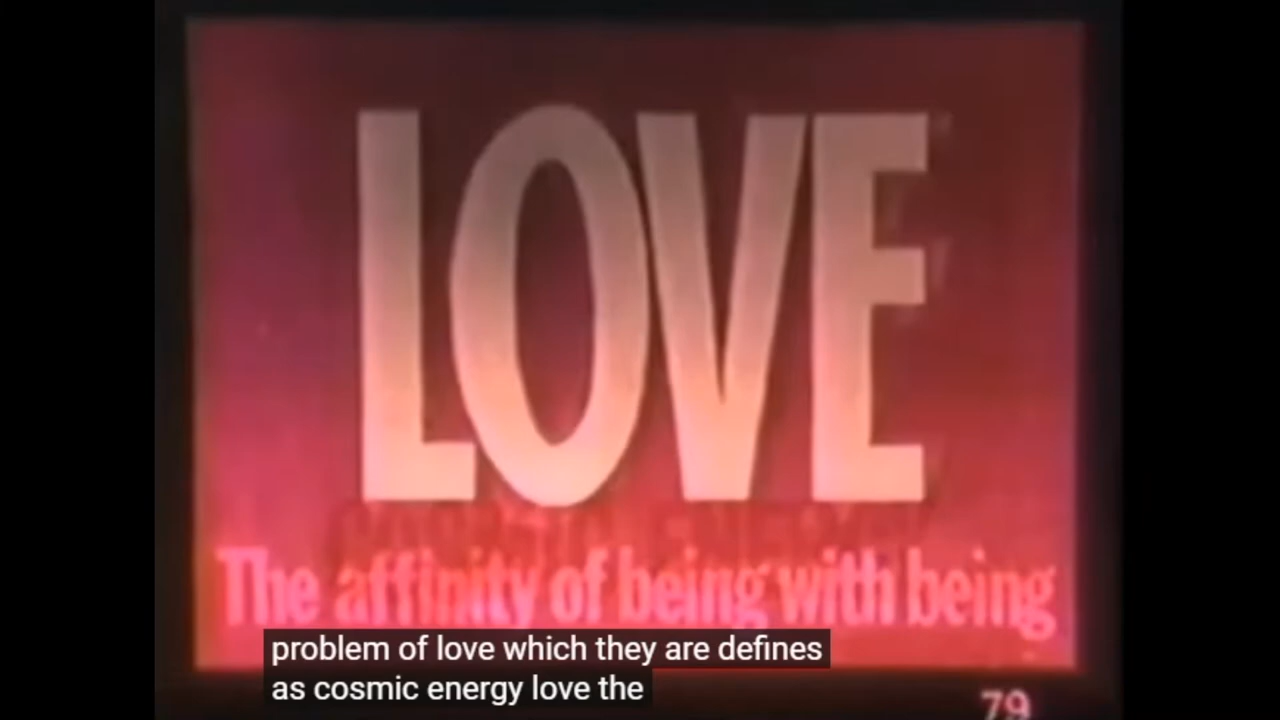 LOVE
The affinity of being with being
problem of love which they are defines
as cosmic energy love the
79